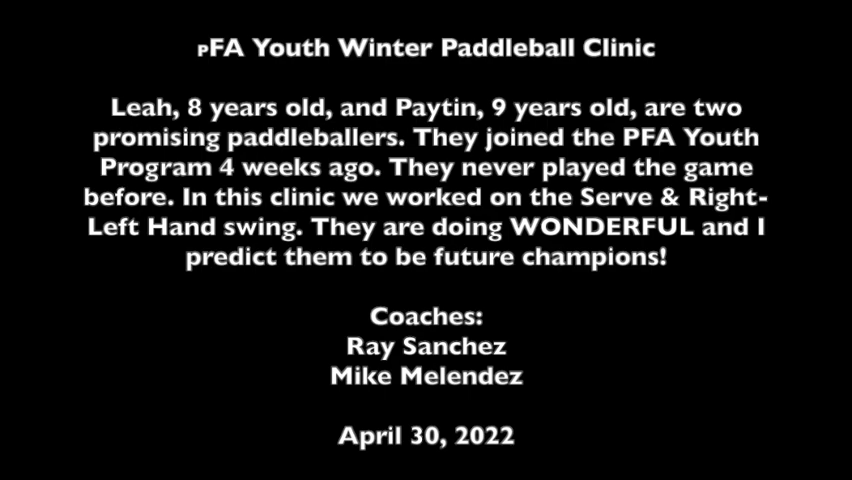 PFA Youth Winter Paddleball Clinic
Leah, 8 years old, and Paytin, 9 years old, are two
promising paddleballers. They joined the PFA Youth
Program 4 weeks ago. They never played the game
before. In this clinic we worked on the Serve & Right-
Left Hand swing. They are doing WONDERFUL and I
predict them to be future champions!
Coaches:
Ray Sanchez
Mike Melendez
April 30, 2022